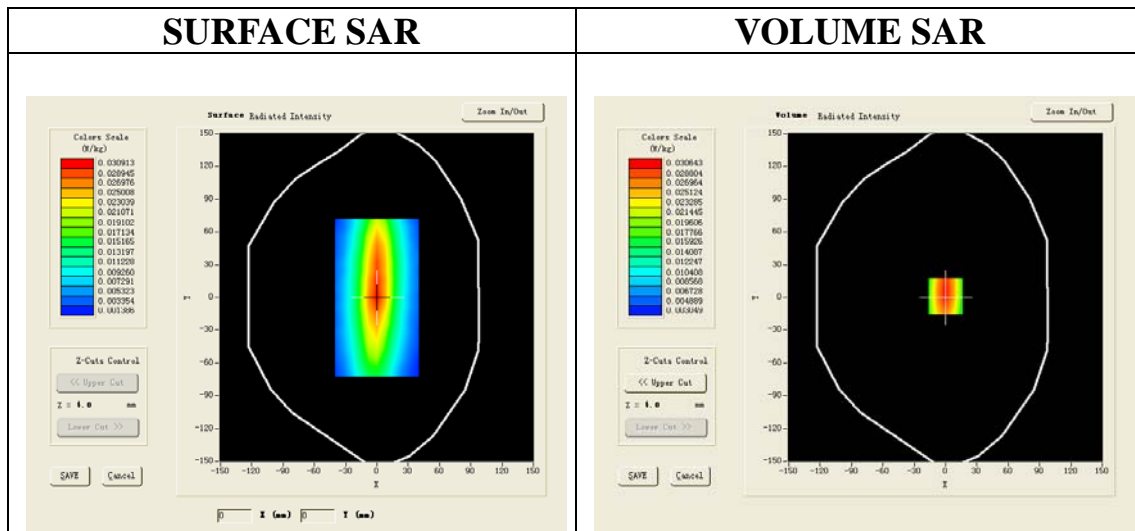 SURFACE SAR
VOLUME SAR
Surface Radiated Intensity
Zoom In/Out
Colors Scale
(W/kg)
0.030913
0.028945
0.026976
0.025008
0.023039
0.021071
0.019102
0.017134
0.015165
0.013197
0.011228
0.009260
0.007291
0.005323
0.003354
0.001386
150
120
90
60
30
0
-30
-60
-90
-120
-150
Y
-150 -120 -90 -60 -30 0 30 60 90 120 150
X
Z-Cuts Control
<< Upper Cut
Z = 4.0 mm
Lower Cut >>
SAVE Cancel
0 X (mm) 0 Y (mm)
Volume Radiated Intensity
Zoom In/Out
Colors Scale
(W/kg)
0.030643
0.028804
0.026964
0.025124
0.023285
0.021445
0.019606
0.017766
0.015926
0.014087
0.012247
0.010408
0.008568
0.006728
0.004889
0.003049
150
120
90
60
30
0
-30
-60
-90
-120
-150
Y
-150 -120 -90 -60 -30 0 30 60 90 120 150
X
Z-Cuts Control
<< Upper Cut
Z = 4.0 mm
Lower Cut >>
SAVE Cancel